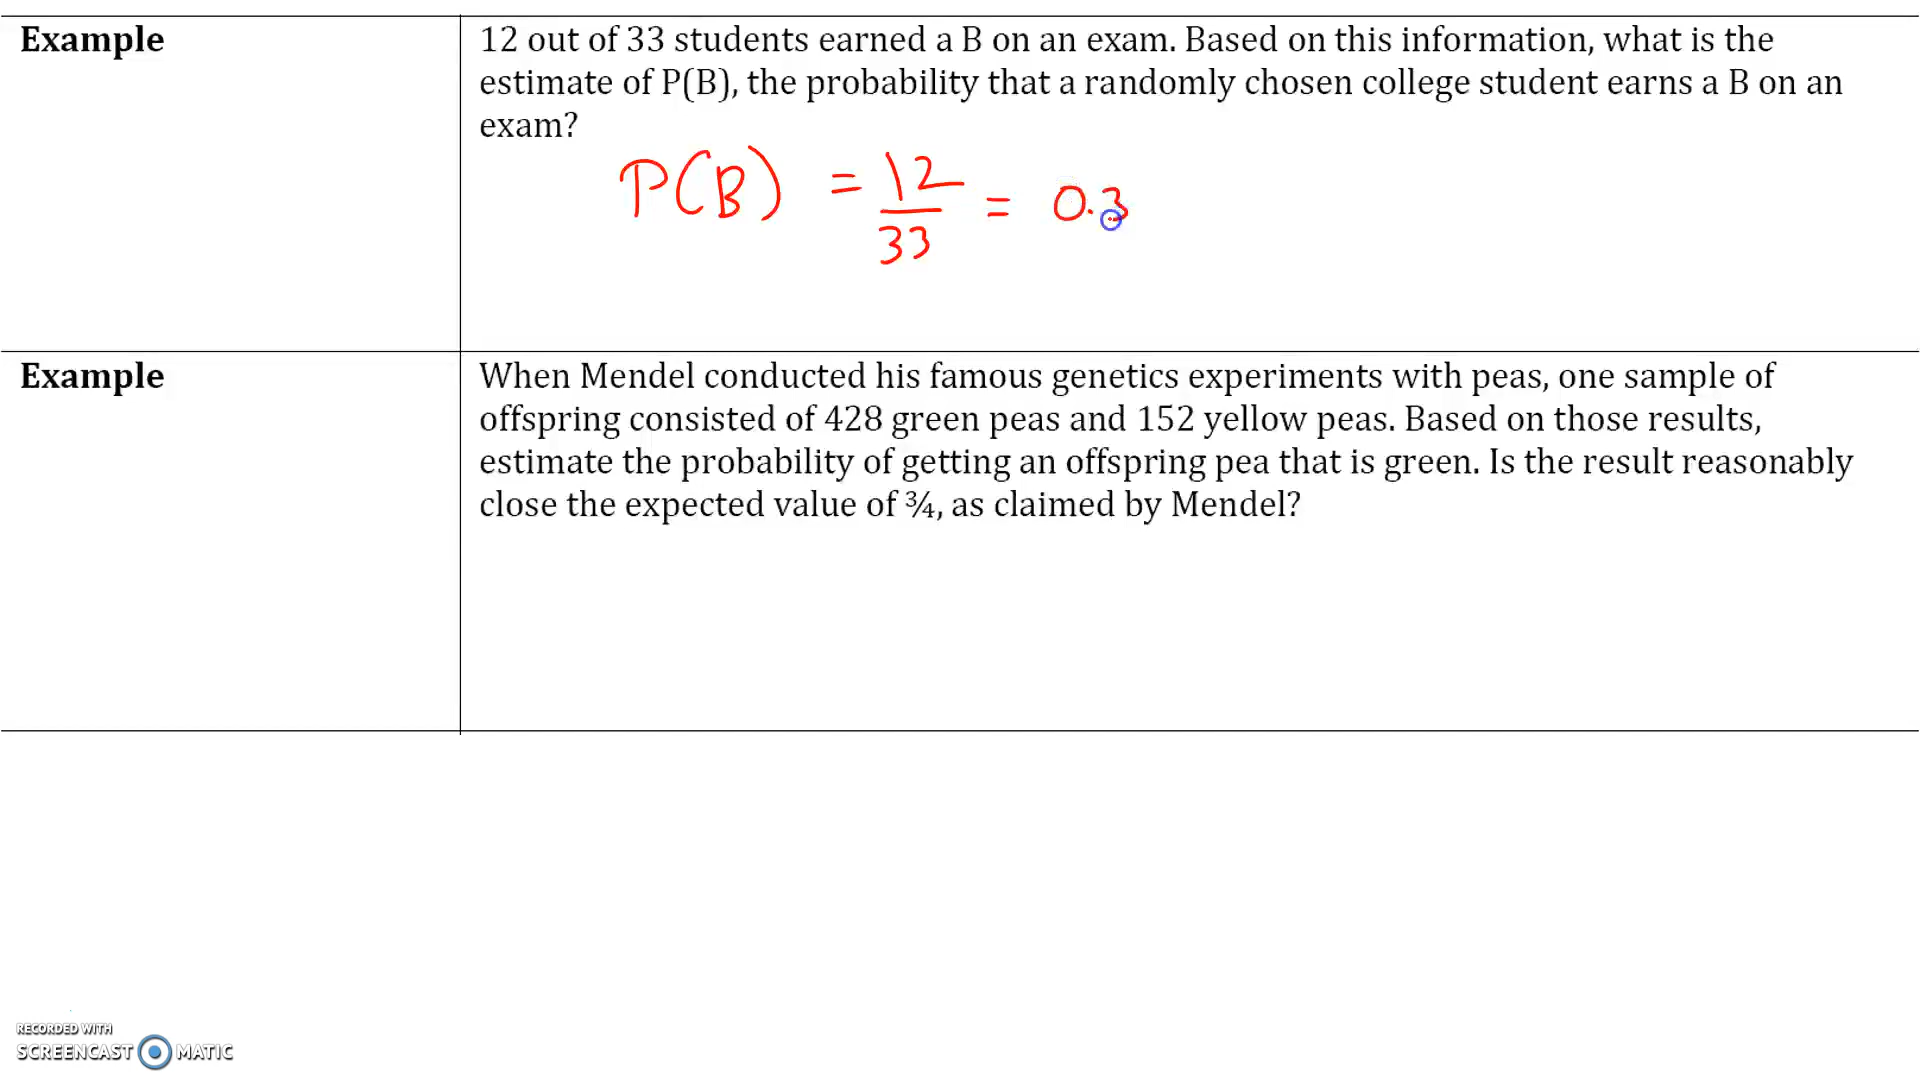 Example
12 out of 33 students earned a B on an exam. Based on this information, what is the
estimate of P(B), the probability that a randomly chosen college student earns a B on an
exam?
P(B) = 12/33 = 0.3
Example
When Mendel conducted his famous genetics experiments with peas, one sample of
offspring consisted of 428 green peas and 152 yellow peas. Based on those results,
estimate the probability of getting an offspring pea that is green. Is the result reasonably
close the expected value of ¾, as claimed by Mendel?
RECORDED WITH
SCREENCAST MATIC